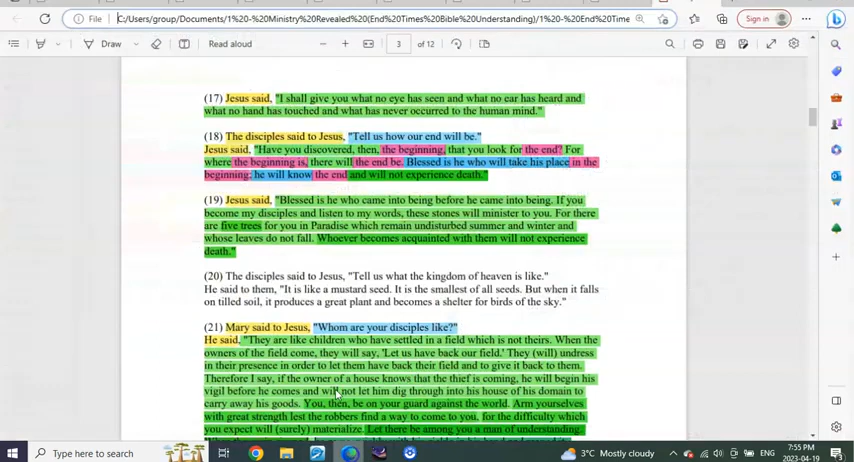 File | C:/Users/group/Documents/1%20-%20Ministry%20Revealed(End%20Times%20Bible%20Understanding)/1%20-%20End%20Time
Sign in
Draw
Read aloud
3 of 12
(17) Jesus said, "I shall give you what no eye has seen and what no ear has heard and
what no hand has touched and what has never occurred to the human mind."
(18) The disciples said to Jesus, "Tell us how our end will be."
Jesus said, "Have you discovered, then, the beginning, that you look for the end? For
where the beginning is, there will the end be. Blessed is he who will take his place in the
beginning; he will know the end and will not experience death."
(19) Jesus said, "Blessed is he who came into being before he came into being. If you
become my disciples and listen to my words, these stones will minister to you. For there
are five trees for you in Paradise which remain undisturbed summer and winter and
whose leaves do not fall. Whoever becomes acquainted with them will not experience
death."
(20) The disciples said to Jesus, "Tell us what the kingdom of heaven is like."
He said to them, "It is like a mustard seed. It is the smallest of all seeds. But when it falls
on tilled soil, it produces a great plant and becomes a shelter for birds of the sky."
(21) Mary said to Jesus, "Whom are your disciples like?"
He said, "They are like children who have settled in a field which is not theirs. When the
owners of the field come, they will say, 'Let us have back our field.' They (will) undress
in their presence in order to let them have back their field and to give it back to them.
Therefore I say, if the owner of a house knows that the thief is coming, he will begin his
vigil before he comes and will not let him dig through into his house of his domain to
carry away his goods. You, then, be on your guard against the world. Arm yourselves
with great strength lest the robbers find a way to come to you, for the difficulty which
you expect will (surely) materialize. Let there be among you a man of understanding.
Type here to search
3°C Mostly cloudy
ENG
7:55 PM
2023-04-19